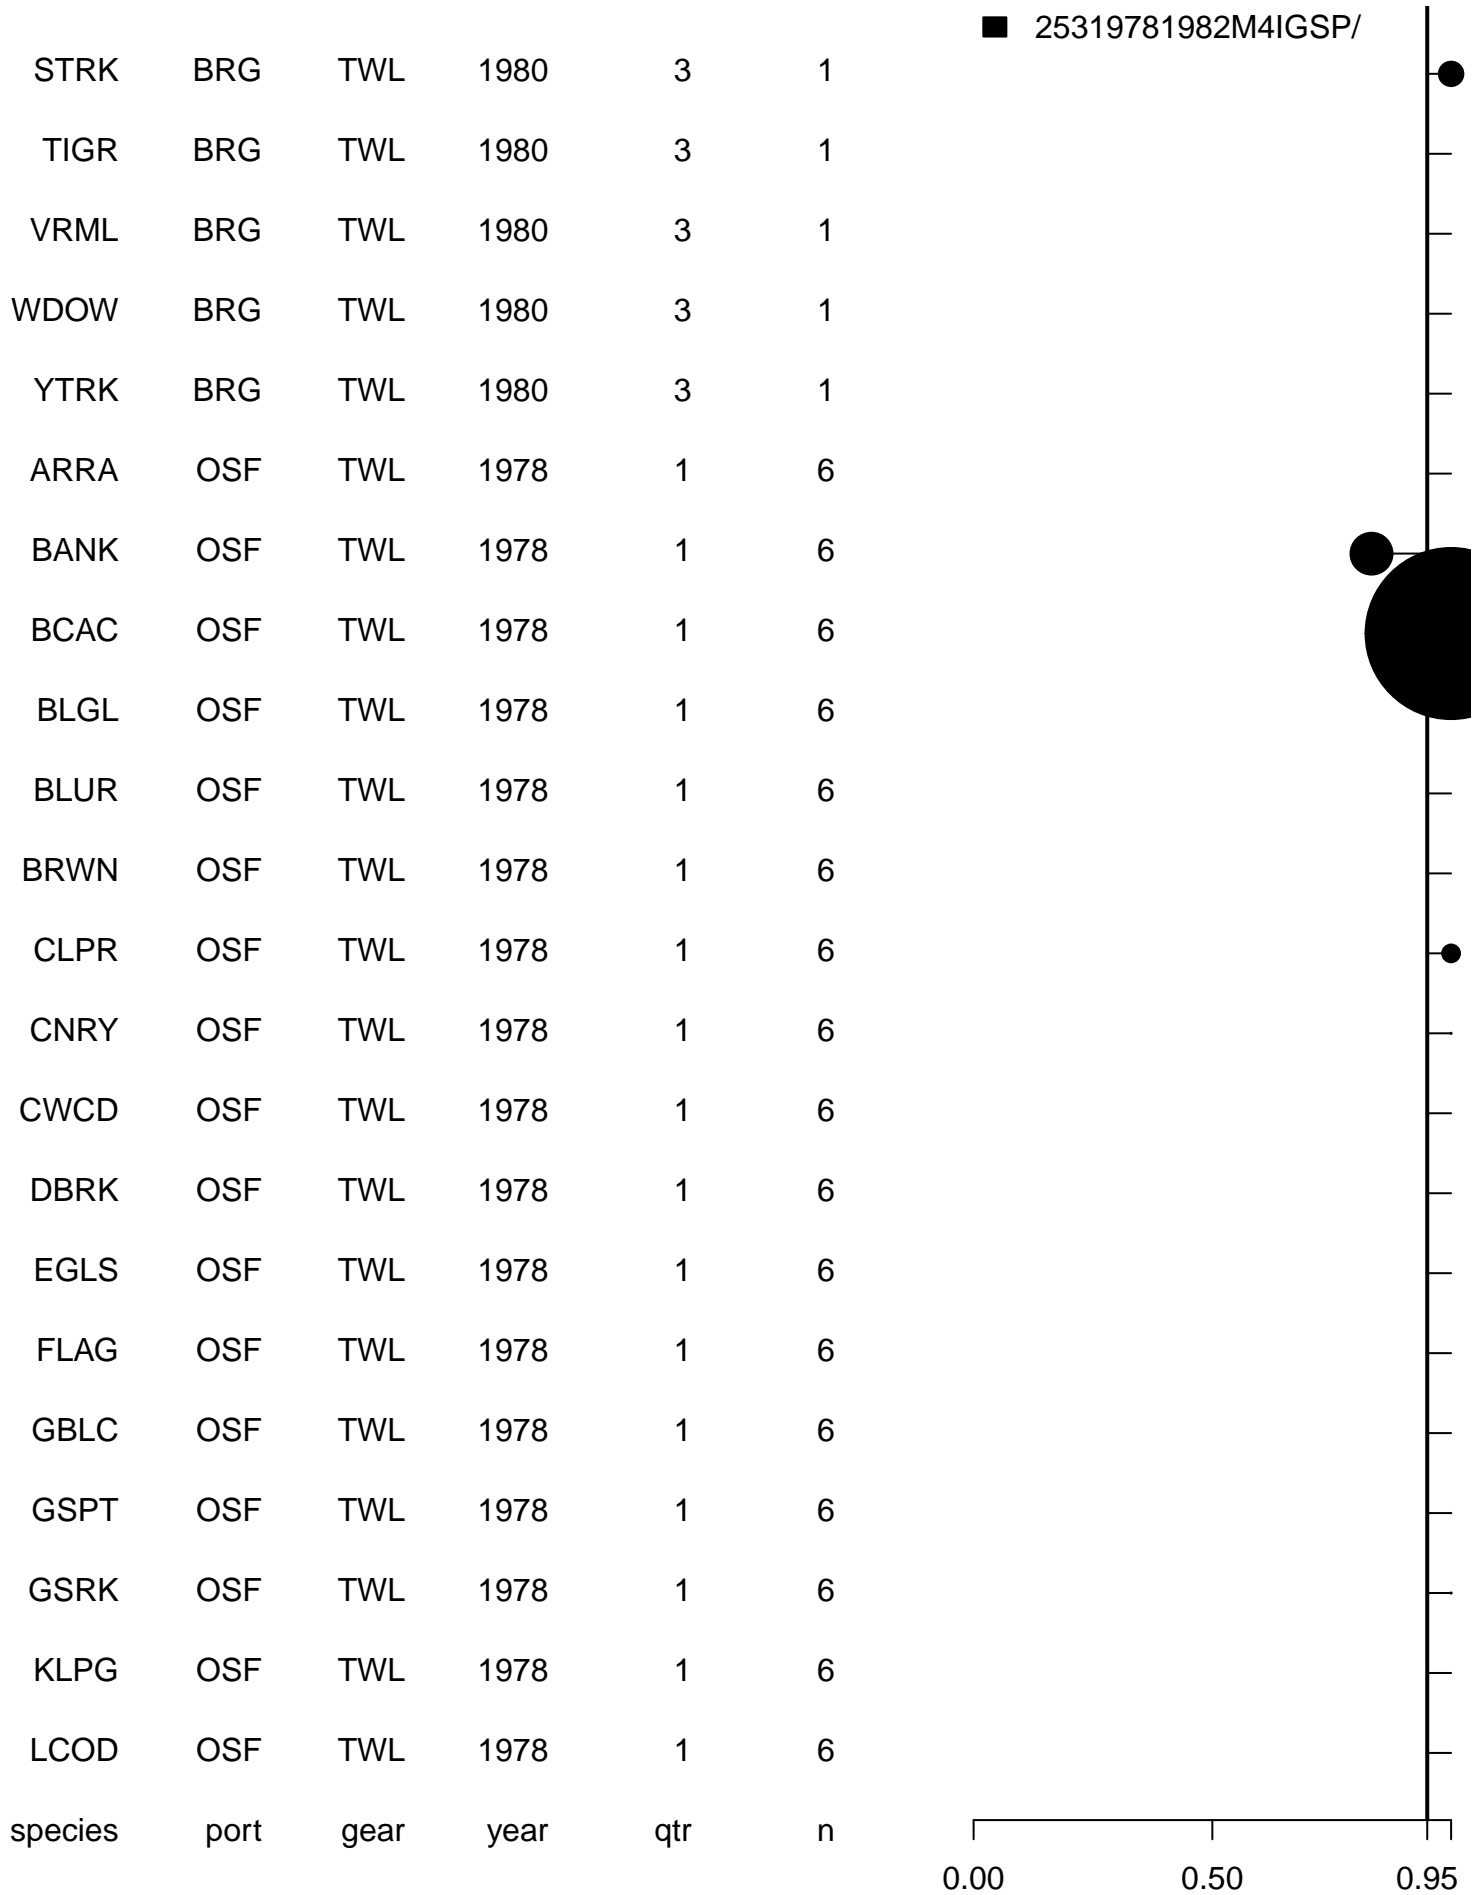 25319781982M4IGSP/
STRK BRG TWL 1980 3 1
TIGR BRG TWL 1980 3 1
VRML BRG TWL 1980 3 1
WDOW BRG TWL 1980 3 1
YTRK BRG TWL 1980 3 1
ARRA OSF TWL 1978 1 6
BANK OSF TWL 1978 1 6
BCAC OSF TWL 1978 1 6
BLGL OSF TWL 1978 1 6
BLUR OSF TWL 1978 1 6
BRWN OSF TWL 1978 1 6
CLPR OSF TWL 1978 1 6
CNRY OSF TWL 1978 1 6
CWCD OSF TWL 1978 1 6
DBRK OSF TWL 1978 1 6
EGLS OSF TWL 1978 1 6
FLAG OSF TWL 1978 1 6
GBLC OSF TWL 1978 1 6
GSPT OSF TWL 1978 1 6
GSRK OSF TWL 1978 1 6
KLPG OSF TWL 1978 1 6
LCOD OSF TWL 1978 1 6
species port gear year qtr n
0.00 0.50 0.95